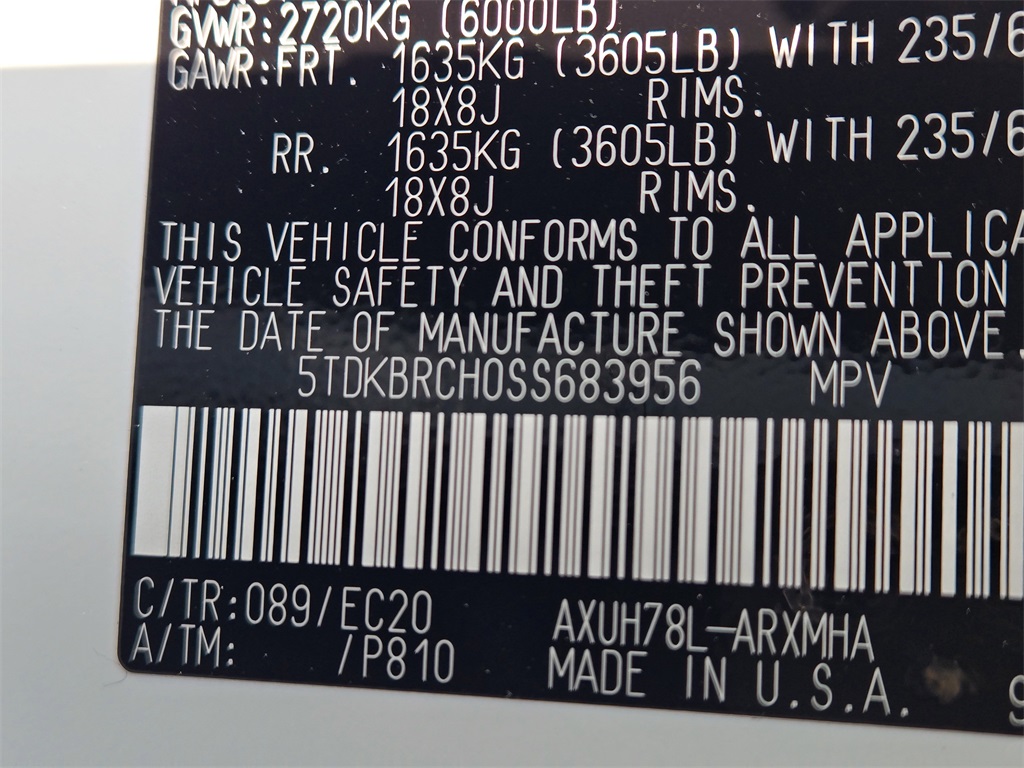 GVWR:2720KG (6000LB)
GAWR:FRT. 1635KG (3605LB) WITH 235/6
18X8J RIMS.
RR. 1635KG (3605LB) WITH 235/6
18X8J RIMS.
THIS VEHICLE CONFORMS TO ALL APPLICA
VEHICLE SAFETY AND THEFT PREVENTION
THE DATE OF MANUFACTURE SHOWN ABOVE.
5TDKBRCH0SS683956 MPV
C/TR:089/EC20 AXUH78L-ARXMHA
A/TM: /P810 MADE IN U.S.A. 9